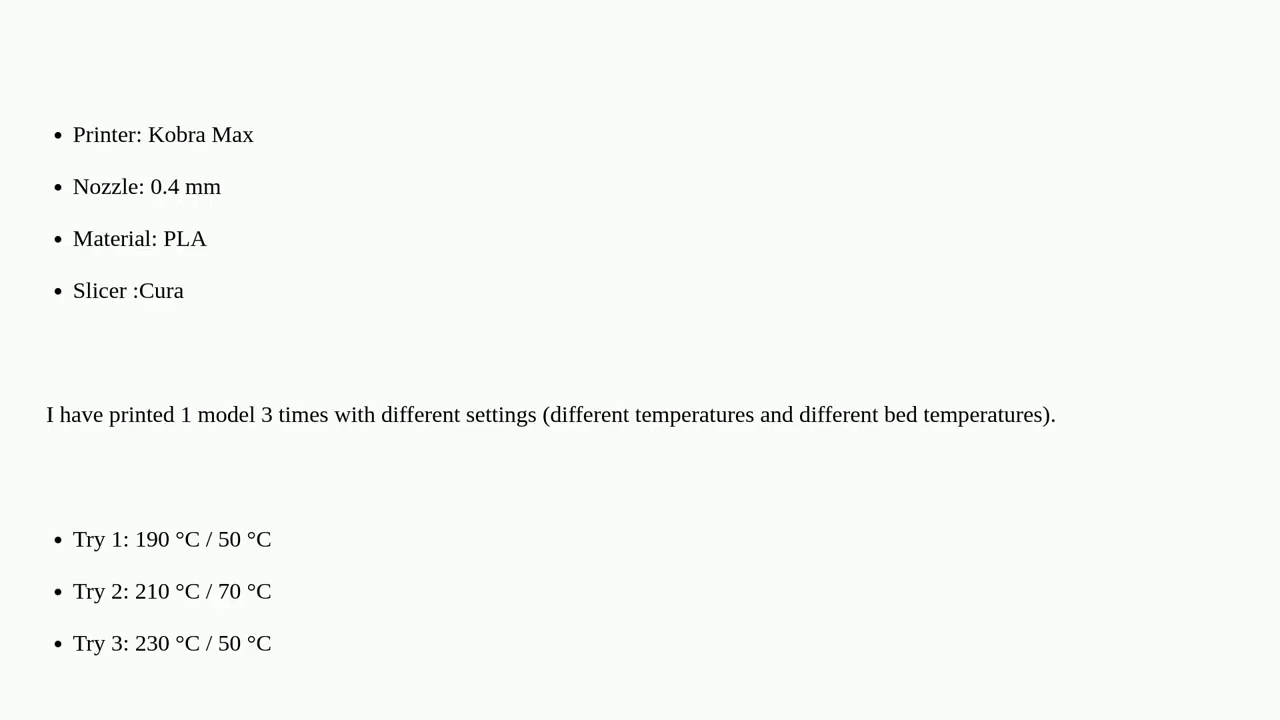 Printer: Kobra Max
Nozzle: 0.4 mm
Material: PLA
Slicer :Cura
I have printed 1 model 3 times with different settings (different temperatures and different bed temperatures).
Try 1: 190 °C / 50 °C
Try 2: 210 °C / 70 °C
Try 3: 230 °C / 50 °C